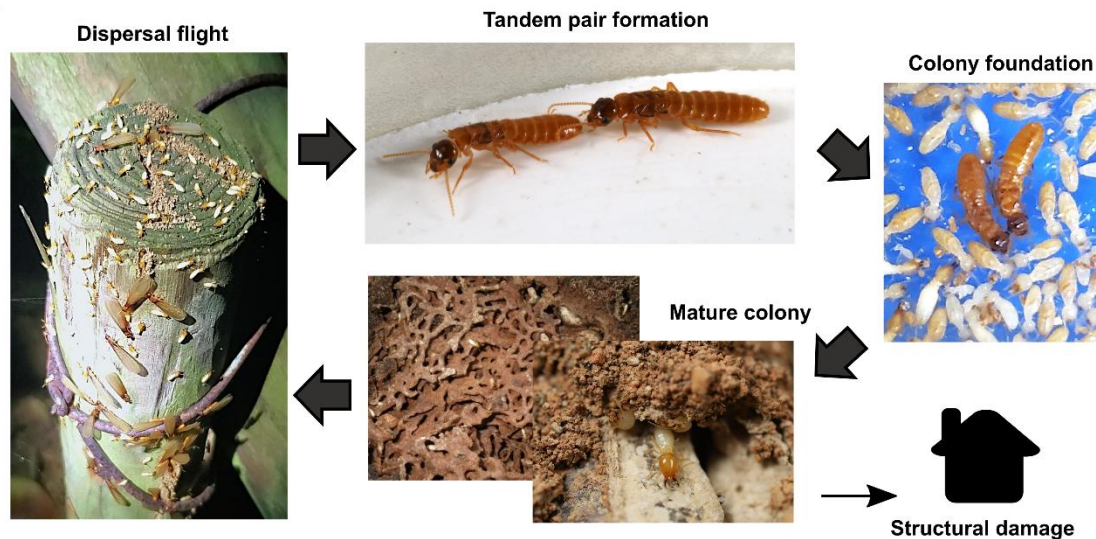 Dispersal flight
Tandem pair formation
Colony foundation
Mature colony
Structural damage